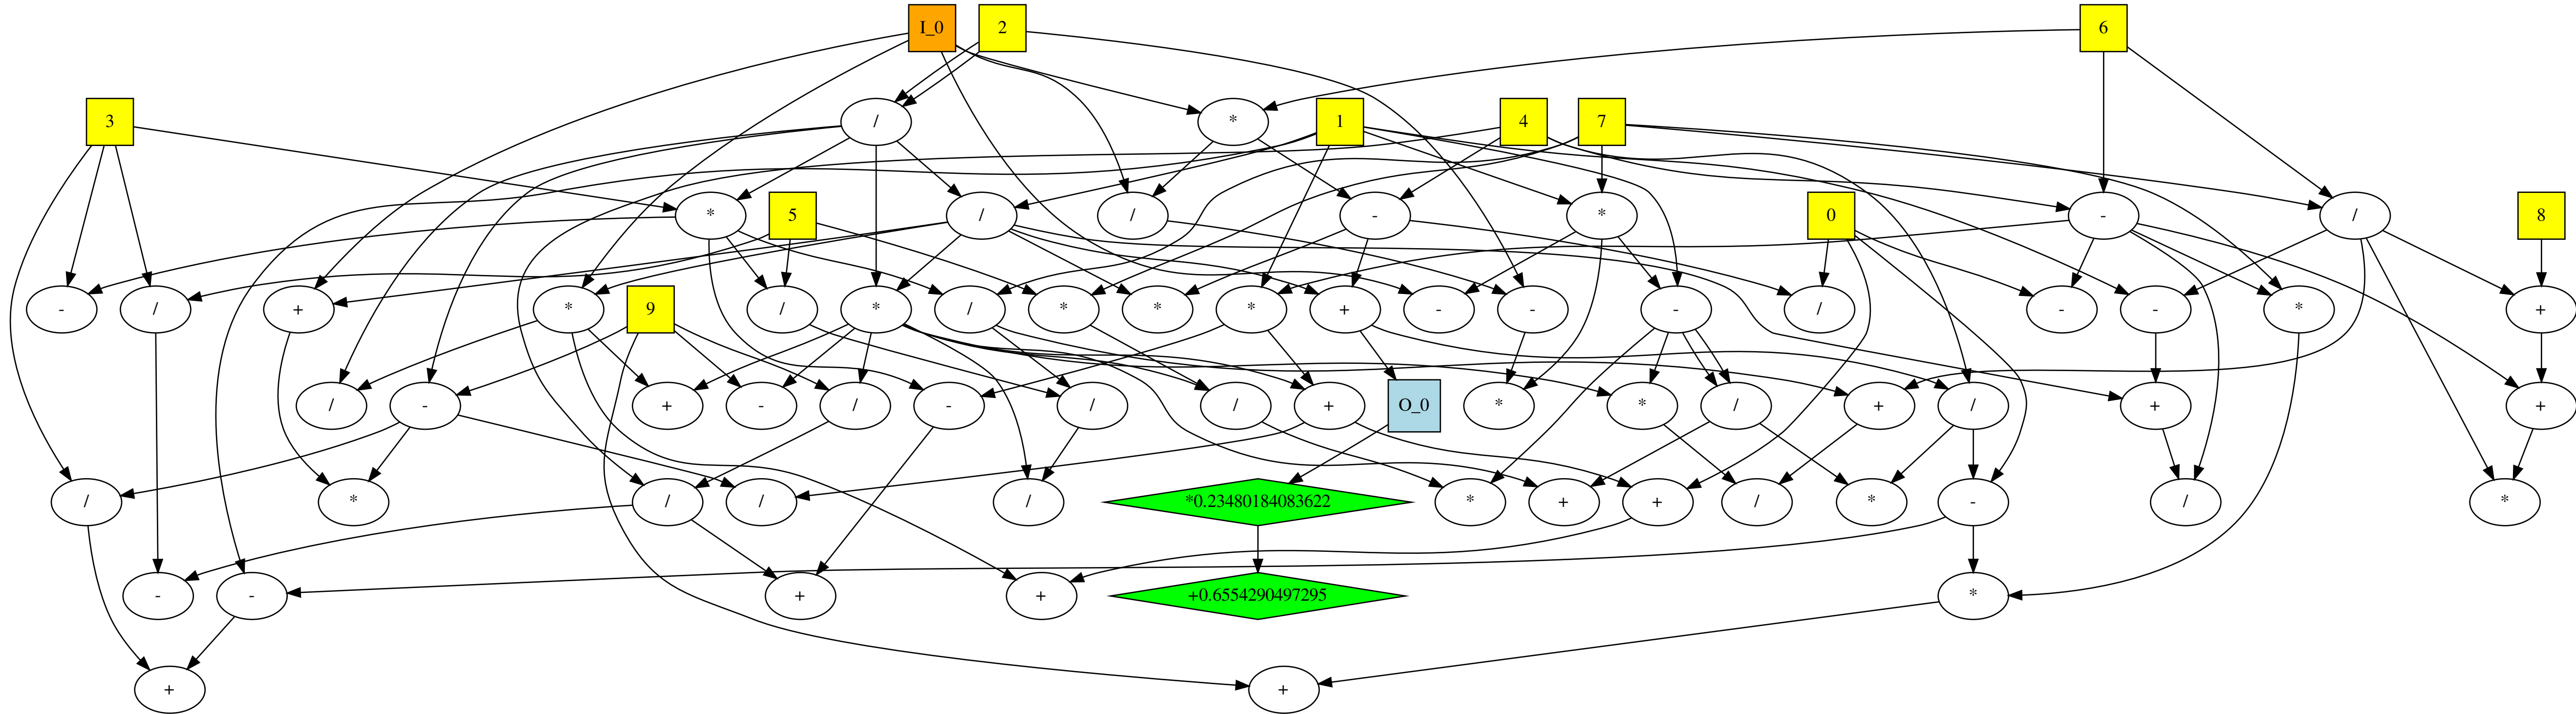 I_0 2 6
3 / * 1 4 7
* 5 / / - * 0 - / 8
- / + * 9 / * / * * * + - - - / - - * +
/ - + - / - / / + O_0 * * / + / + +
/ * / / / *0.23480184083622 * + + / * - / *
- - + + +0.6554290497295 *
+ +